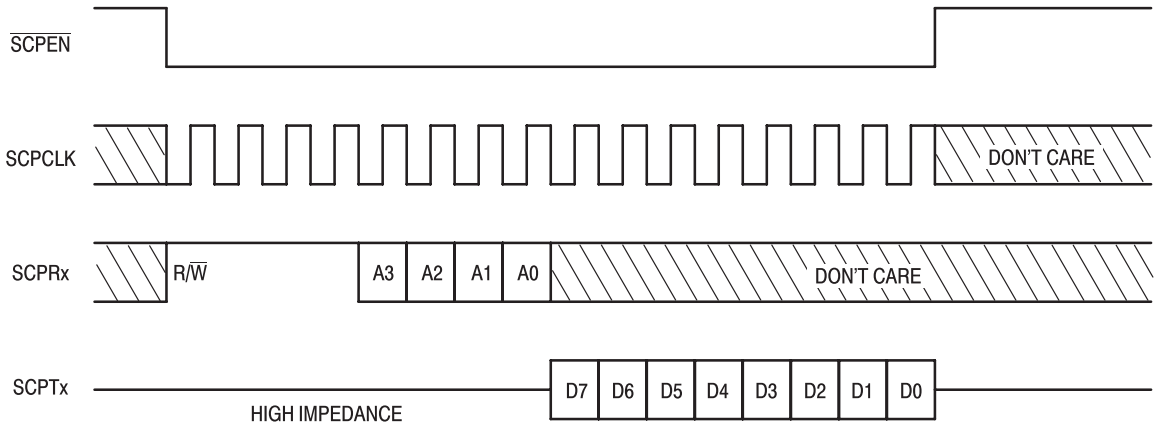 S̅C̅P̅E̅N̅
SCPCLK
DON'T CARE
SCPRx
R/W̅
A3 A2 A1 A0
DON'T CARE
SCPTx
HIGH IMPEDANCE
D7 D6 D5 D4 D3 D2 D1 D0